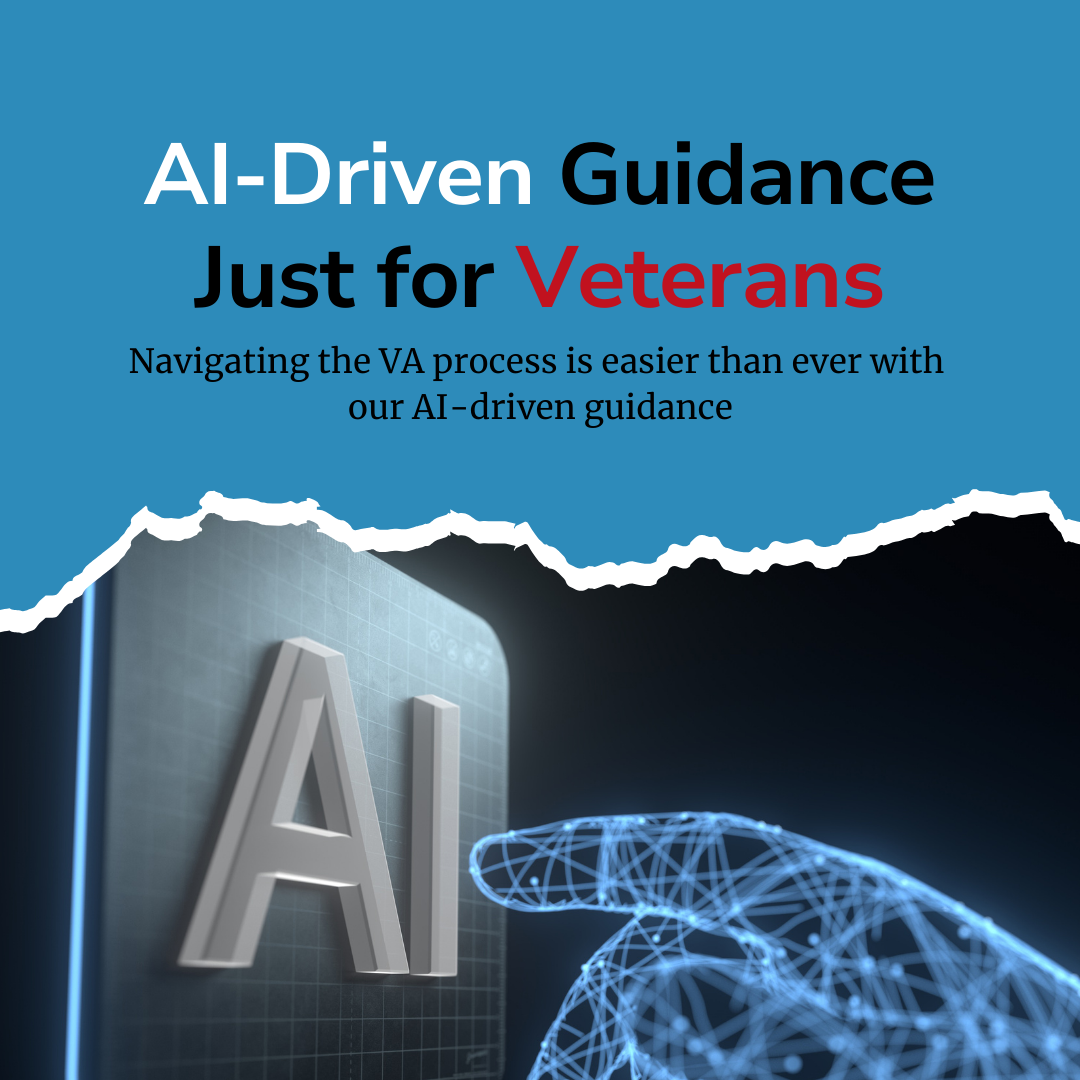 AI-Driven Guidance
Just for Veterans
Navigating the VA process is easier than ever with
our AI-driven guidance
AI